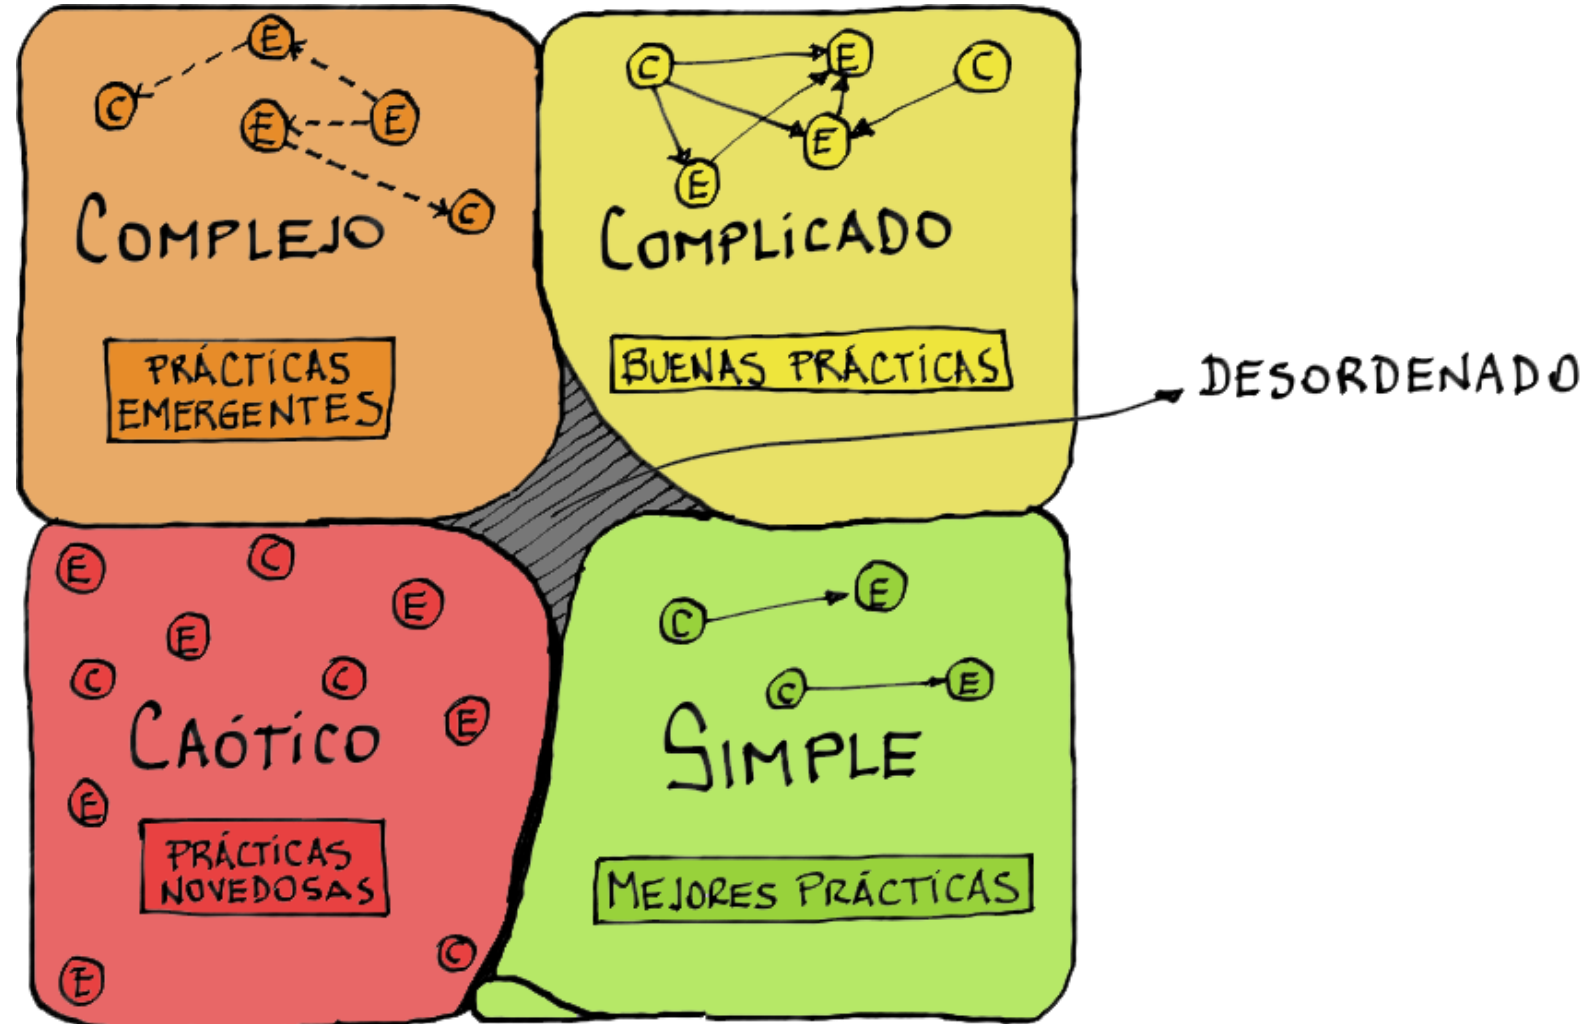 E
C
E
E
C
COMPLEJO
PRÁCTICAS
EMERGENTES
C
E
C
E
E
COMPLICADO
BUENAS PRÁCTICAS
DESORDENADO
E
C
E
E
C
C
E
CAÓTICO
E
PRÁCTICAS
NOVEDOSAS
C
E
C
E
C
E
SIMPLE
MEJORES PRÁCTICAS